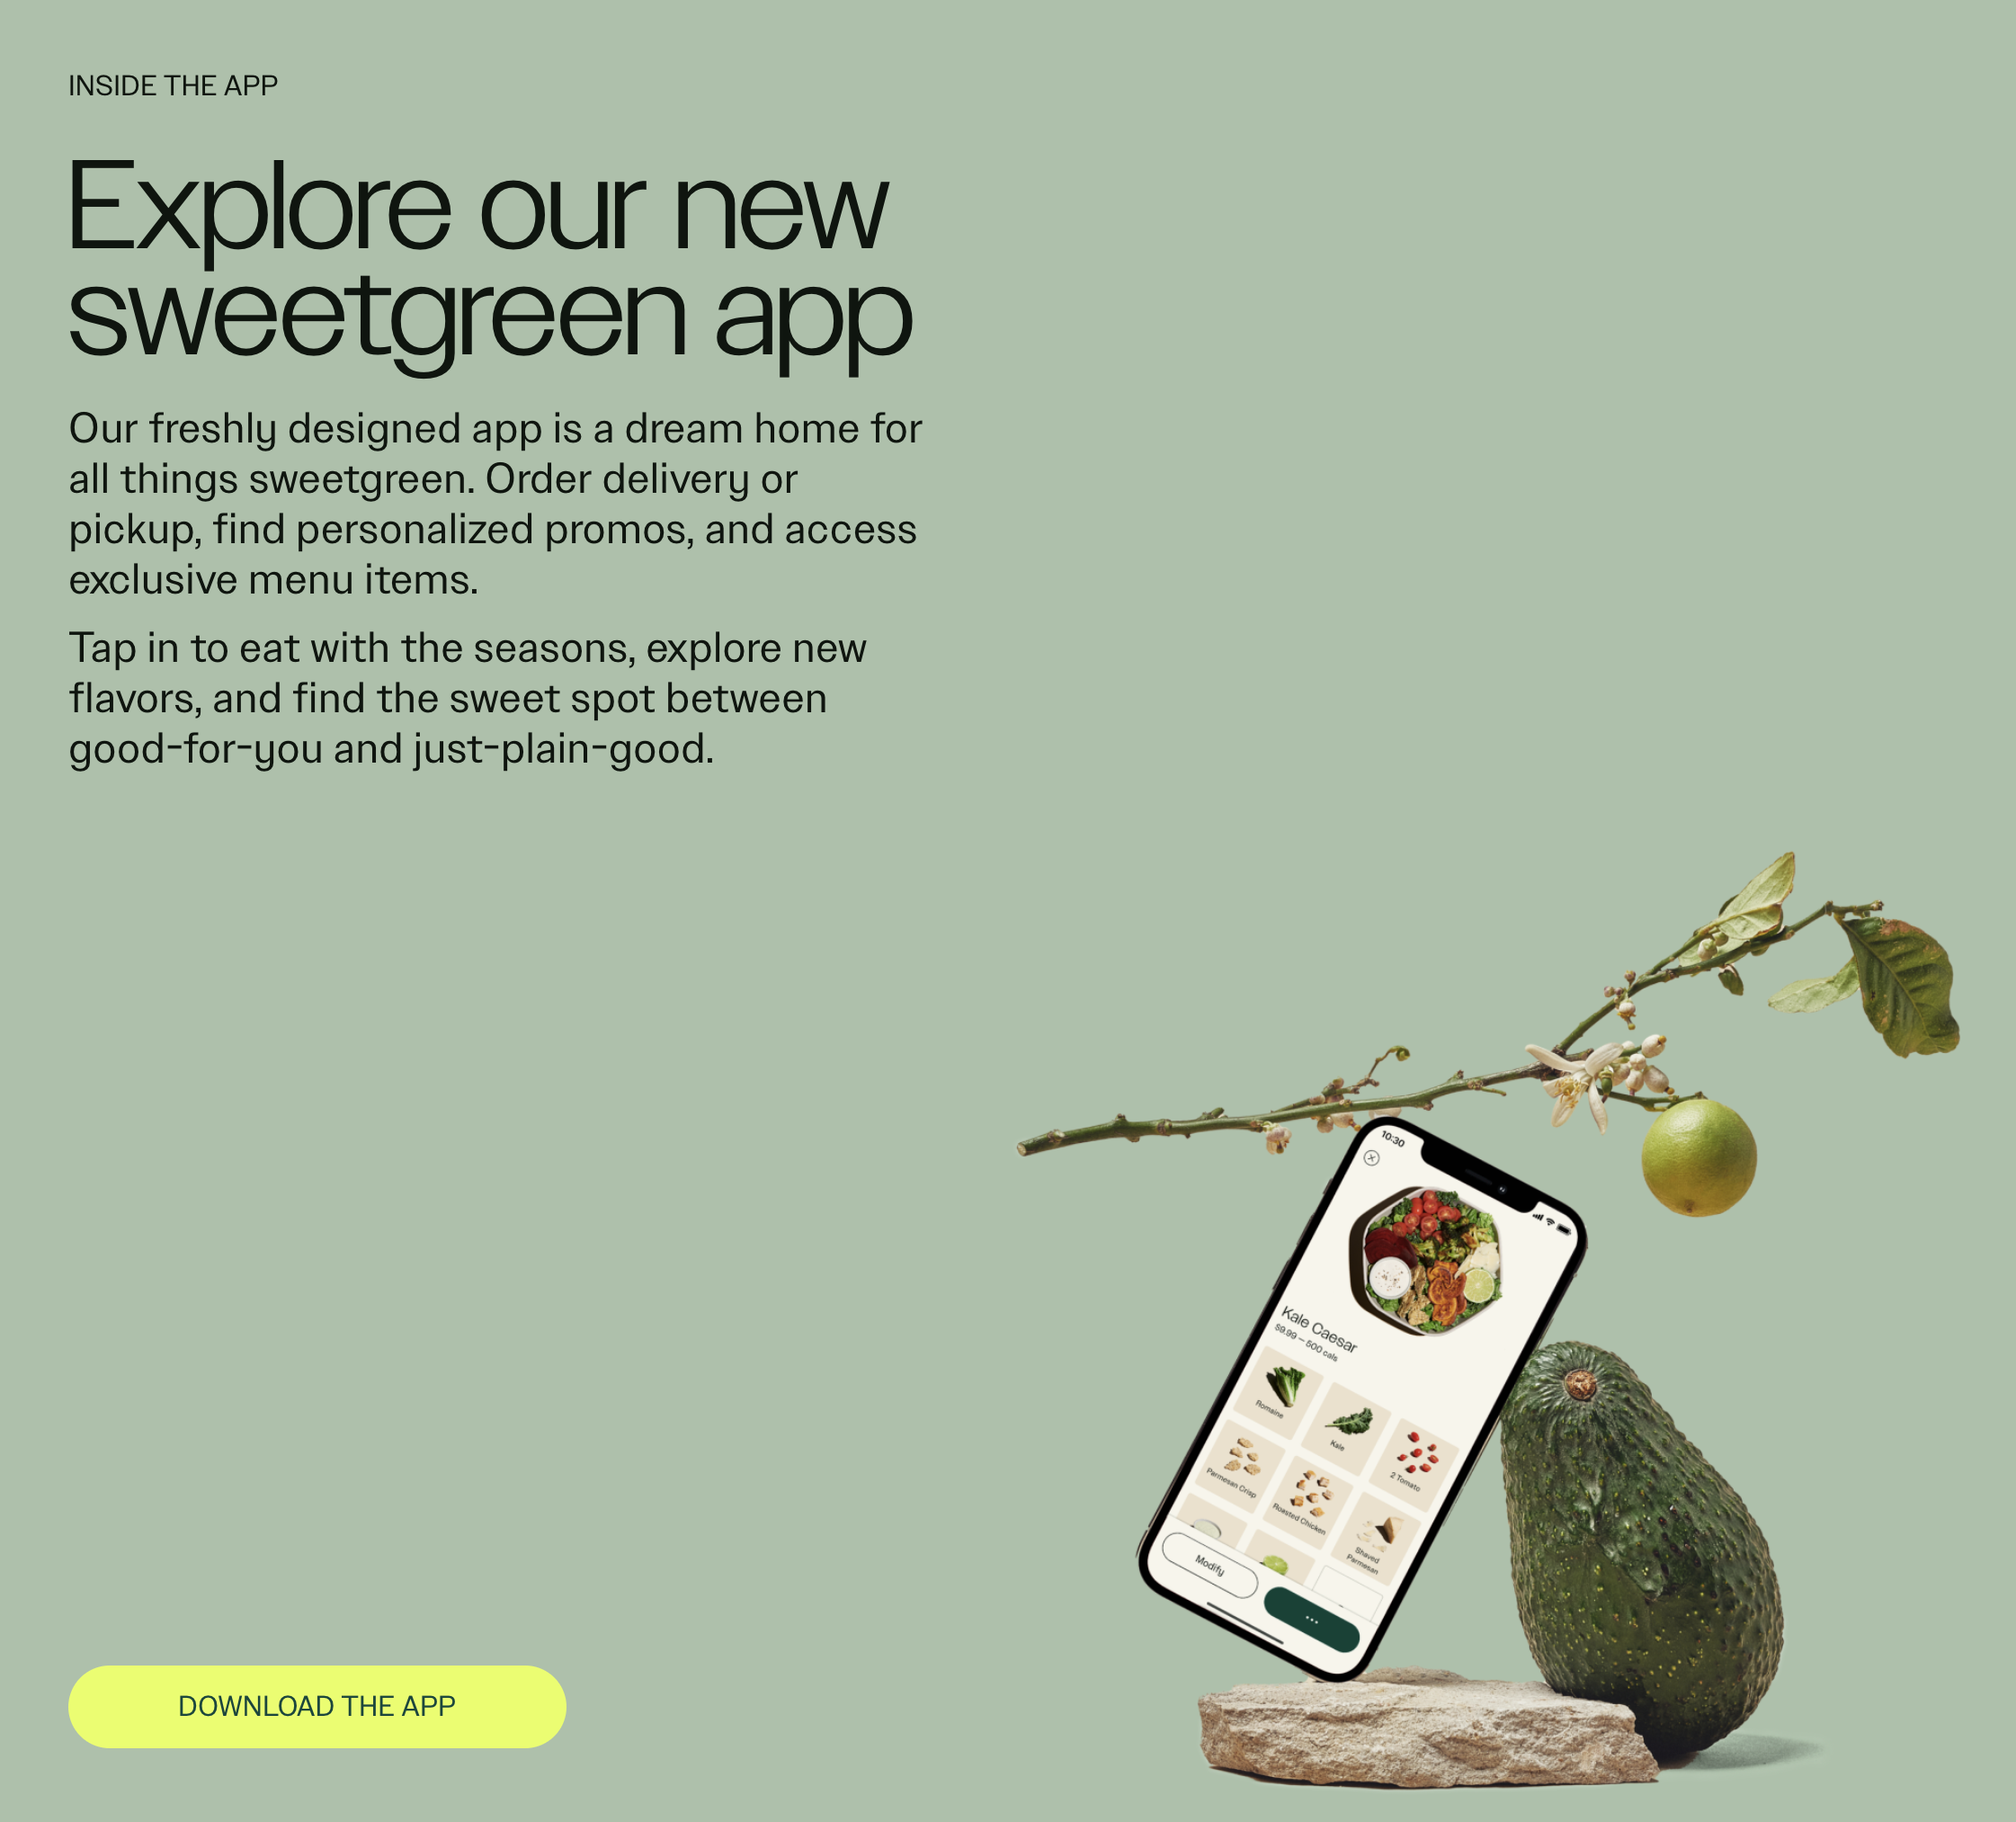 INSIDE THE APP
Explore our new
sweetgreen app
Our freshly designed app is a dream home for
all things sweetgreen. Order delivery or
pickup, find personalized promos, and access
exclusive menu items.
Tap in to eat with the seasons, explore new
flavors, and find the sweet spot between
good-for-you and just-plain-good.
10:30
Kale Caesar
$9.99 — 500 cals
Romaine
Kale
2 Tomato
Parmesan Crisp
Roasted Chicken
Shaved
Parmesan
Modify
DOWNLOAD THE APP